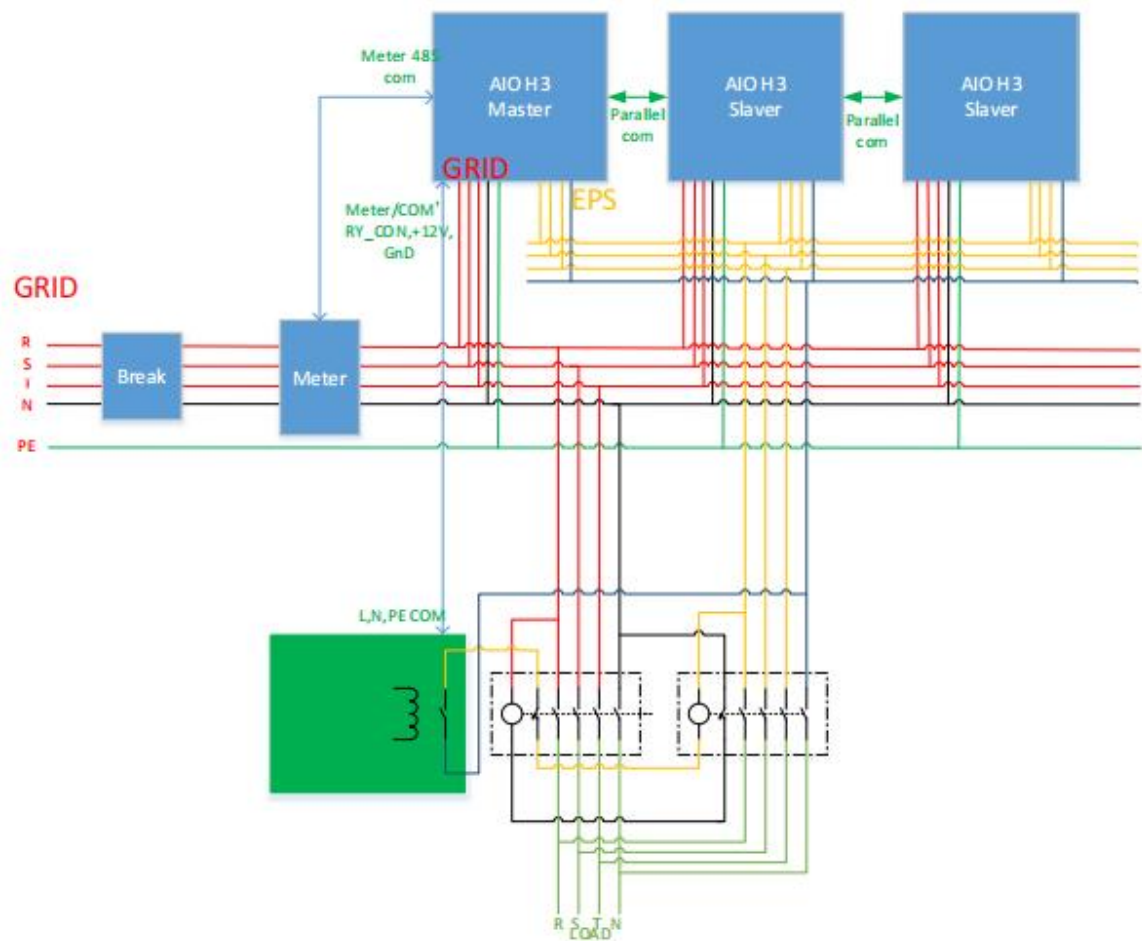 Meter 485
com
AIO H3
Master
Parallel
com
AIO H3
Slaver
Parallel
com
AIO H3
Slaver
GRID
EPS
Meter/COM'
RY_CON,+12V,
GnD
GRID
R
S
T
N
PE
Break
Meter
L,N,PE COM
R S T N
LOAD